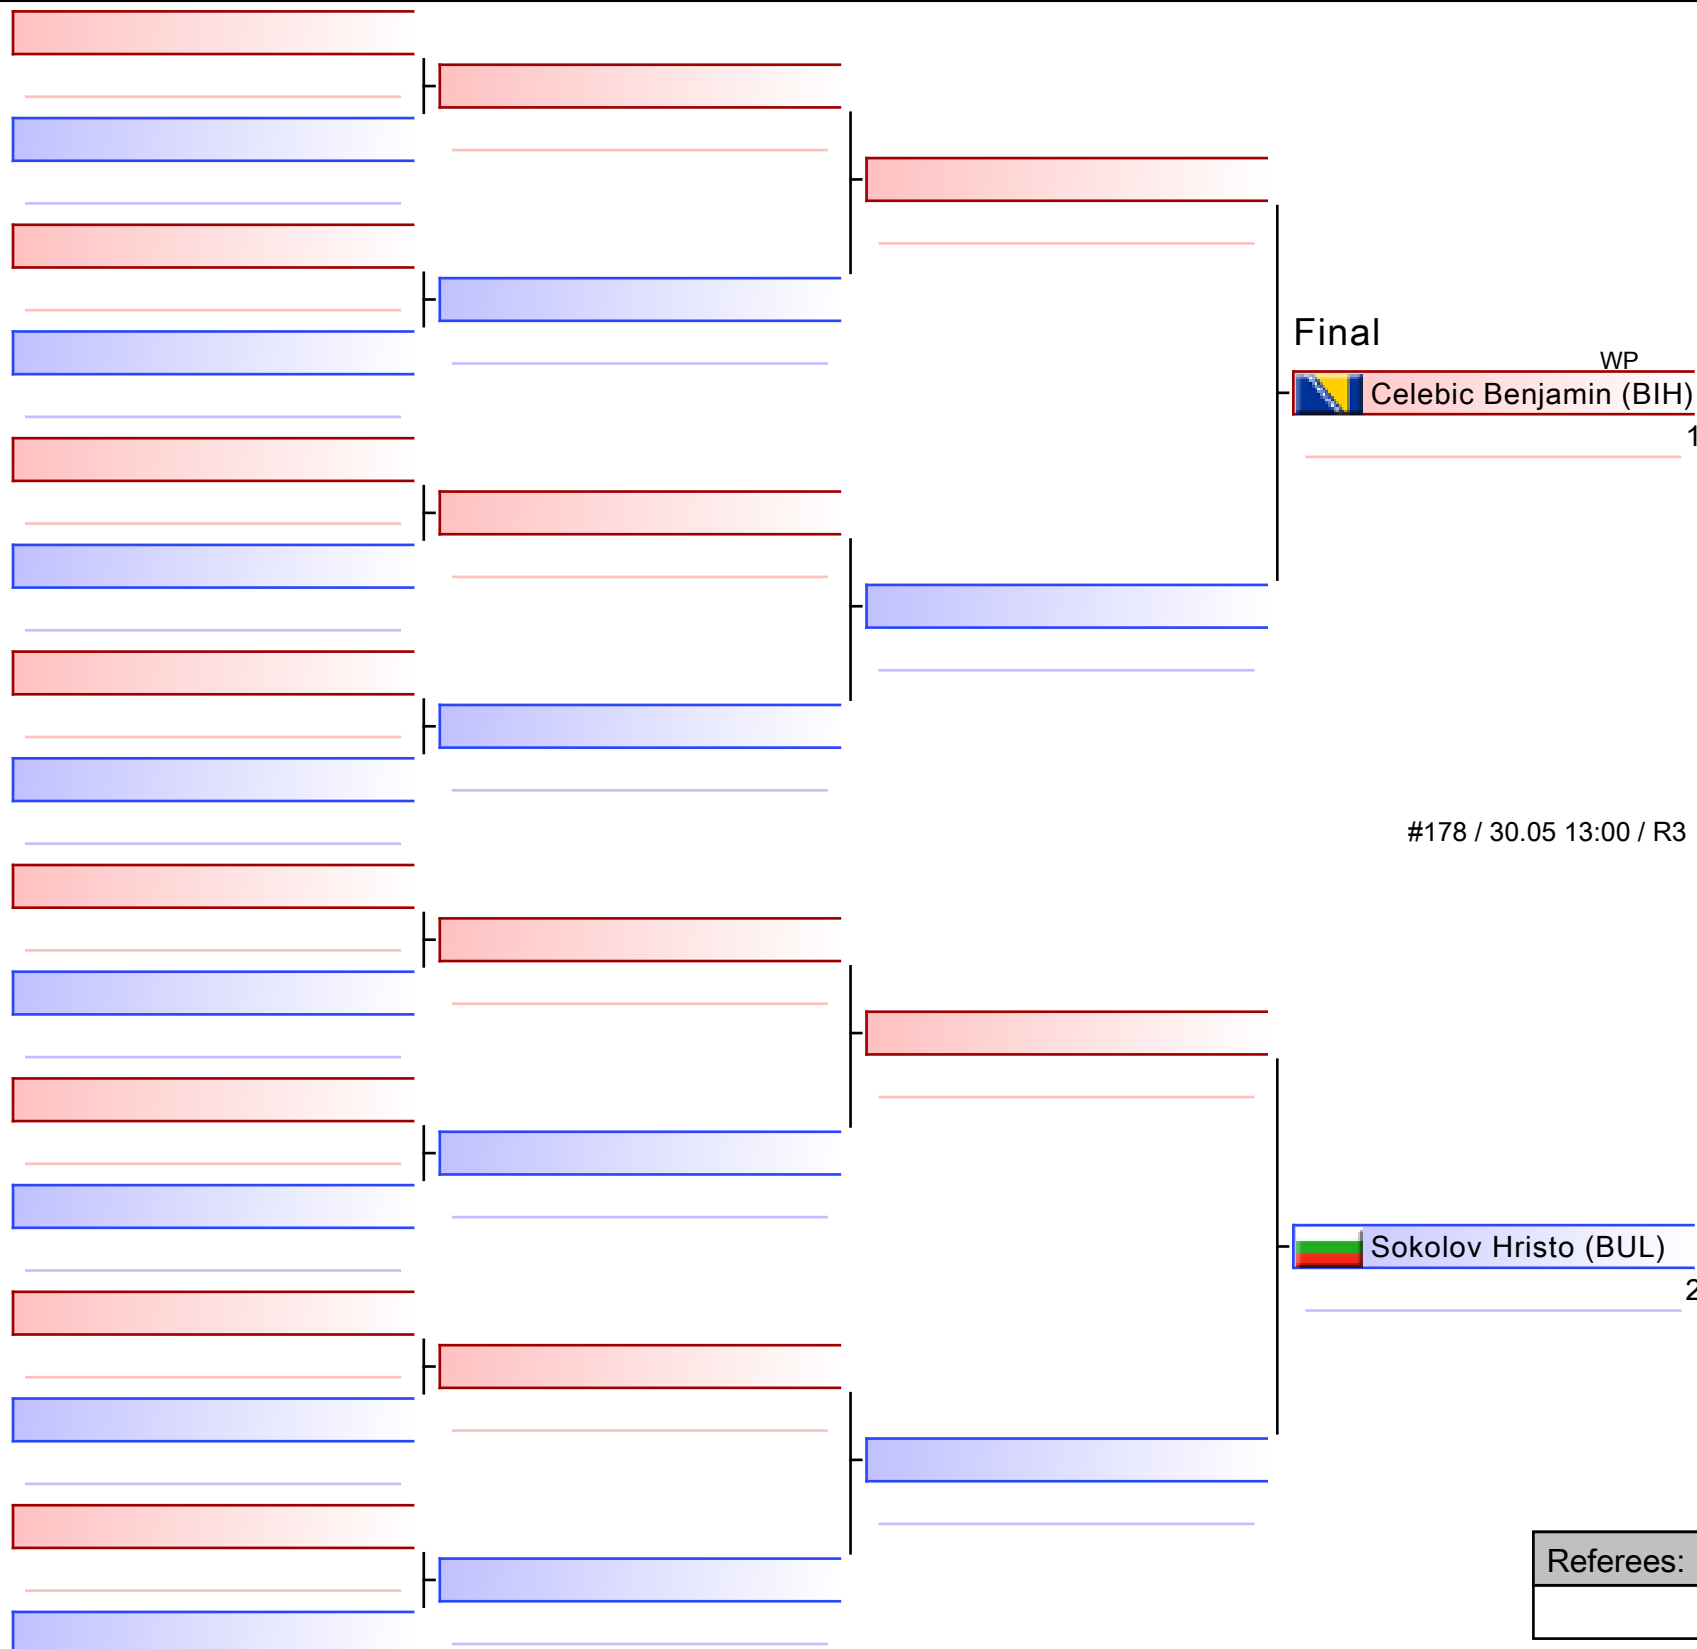 Final
WP
Celebic Benjamin (BIH)
1
#178 / 30.05 13:00 / R3
Sokolov Hristo (BUL)
2
Referees: